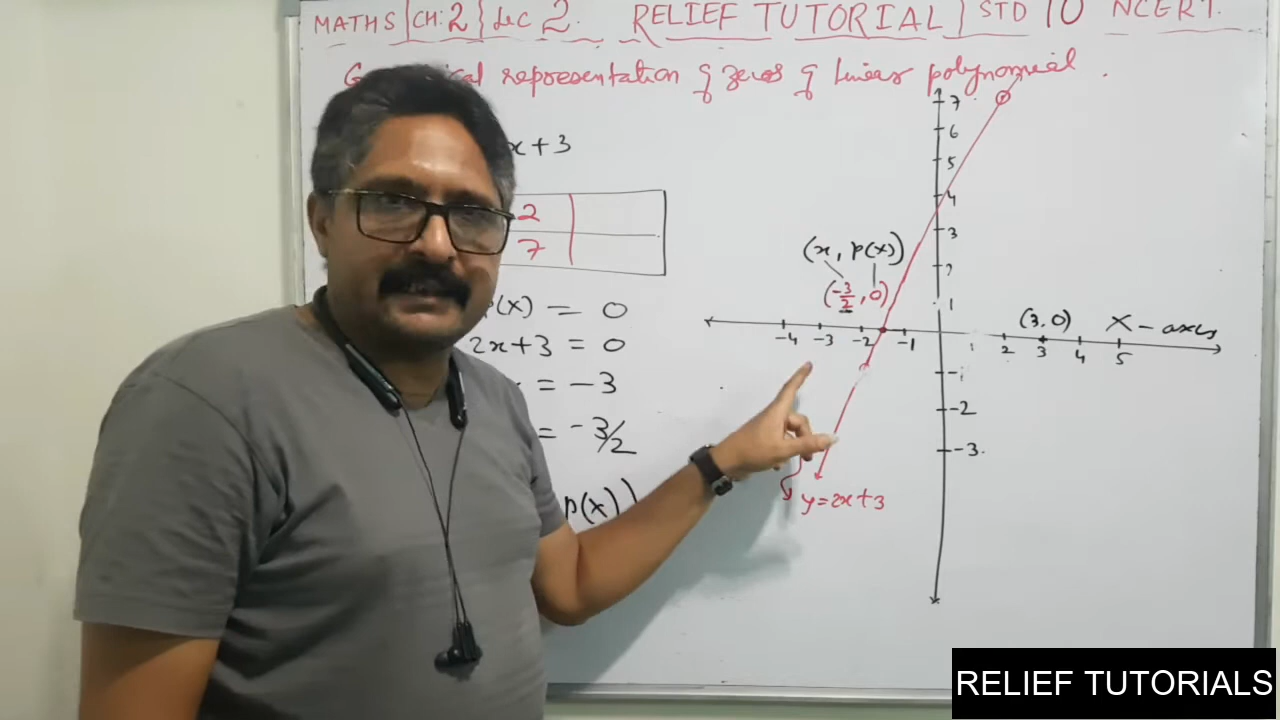 MATHS | CH: 2 | Lec 2. RELIEF TUTORIAL | STD 10 NCERT.
representation of zeros of linear polynomial.
x+3
2
7
p(x) = 0
2x+3 = 0
= -3
= -3/2
p(x))
(x, p(x))
(-3/2, 0)
(3, 0)
X-axis
7
6
5
4
3
2
1
-4 -3 -2 -1 1 2 3 4 5
-1
-2
-3.
y=2x+3
RELIEF TUTORIALS